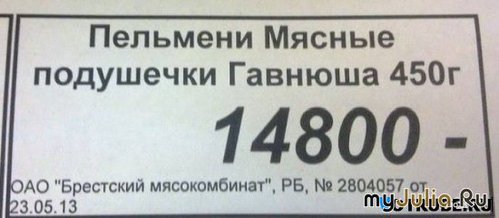 Пельмени Мясные
подушечки Гавнюша 450г
14800 -
ОАО "Брестский мясокомбинат", РБ, № 2804057 от
23.05.13
myJulia.Ru